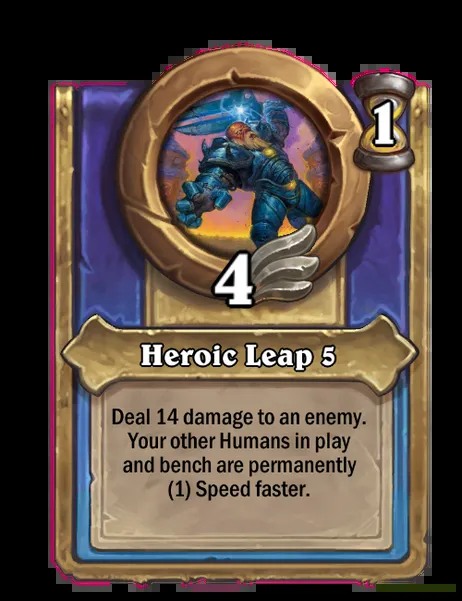 1
4
Heroic Leap 5
Deal 14 damage to an enemy.
Your other Humans in play
and bench are permanently
(1) Speed faster.